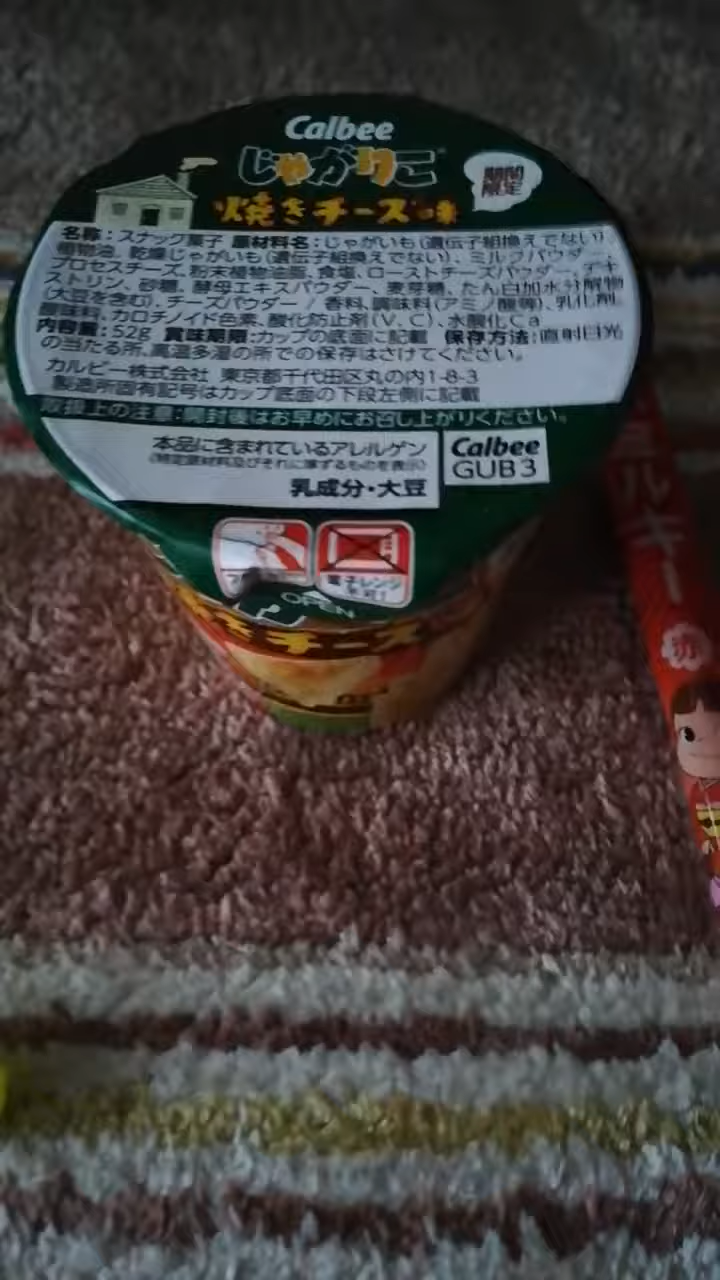 Calbee
じゃがりこ
期間
限定
焼きチーズ味
名称：スナック菓子 原材料名：じゃがいも(遺伝子組換えでない)、
植物油、乾燥じゃがいも(遺伝子組換えでない)、ミルクパウダー、
プロセスチーズ、粉末植物油脂、食塩、ローストチーズパウダー、デキ
ストリン、砂糖、酵母エキスパウダー、麦芽糖、たん白加水分解物
(大豆を含む)、チーズパウダー / 香料、調味料(アミノ酸等)、乳化剤、
酸味料、カロチノイド色素、酸化防止剤(V.C)、水酸化Ca
内容量：52g 賞味期限：カップの底面に記載 保存方法：直射日光
の当たる所、高温多湿の所での保存はさけてください。
カルビー株式会社 東京都千代田区丸の内1-8-3
製造所固有記号はカップ底面の下段左側に記載
取扱上の注意：開封後はお早めにお召し上がりください。
本品に含まれているアレルゲン
(特定原材料及びそれに準ずるものを表示)
乳成分・大豆
Calbee
GUB3
電子レンジ
不可！
OPEN
焼きチーズ
ミルキー